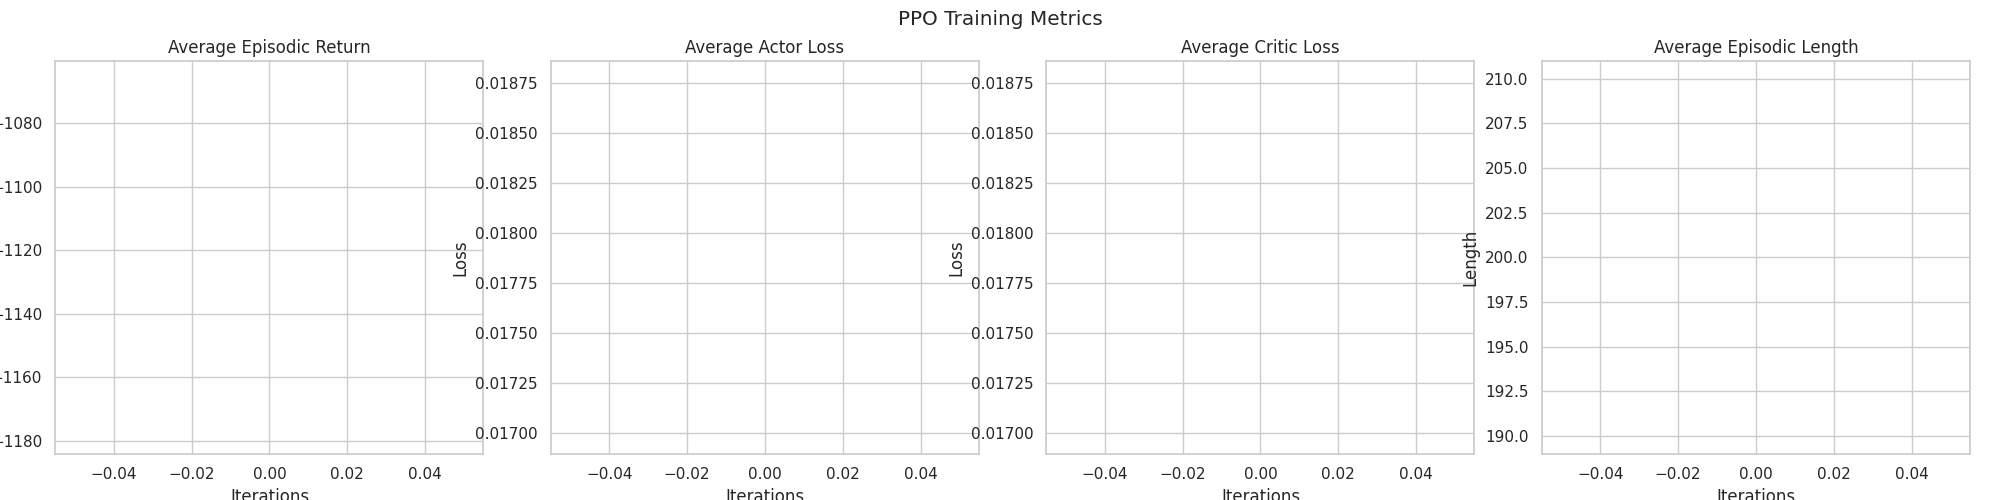 PPO Training Metrics
Average Episodic Return
-1080
-1100
-1120
-1140
-1160
-1180
−0.04 −0.02 0.00 0.02 0.04
Iterations
Average Actor Loss
Loss
0.01875
0.01850
0.01825
0.01800
0.01775
0.01750
0.01725
0.01700
−0.04 −0.02 0.00 0.02 0.04
Iterations
Average Critic Loss
Loss
0.01875
0.01850
0.01825
0.01800
0.01775
0.01750
0.01725
0.01700
−0.04 −0.02 0.00 0.02 0.04
Iterations
Average Episodic Length
Length
210.0
207.5
205.0
202.5
200.0
197.5
195.0
192.5
190.0
−0.04 −0.02 0.00 0.02 0.04
Iterations